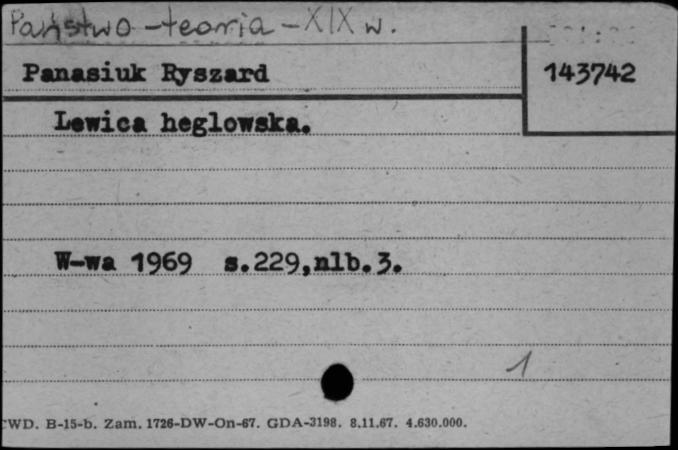 Państwo - teoria - XIX w.
Panasiuk Ryszard
143742
Lewica heglowska.
W-wa 1969 s.229,nlb.3.
1
CWD. B-15-b. Zam. 1726-DW-On-67. GDA-3198. 8.11.67. 4.630.000.